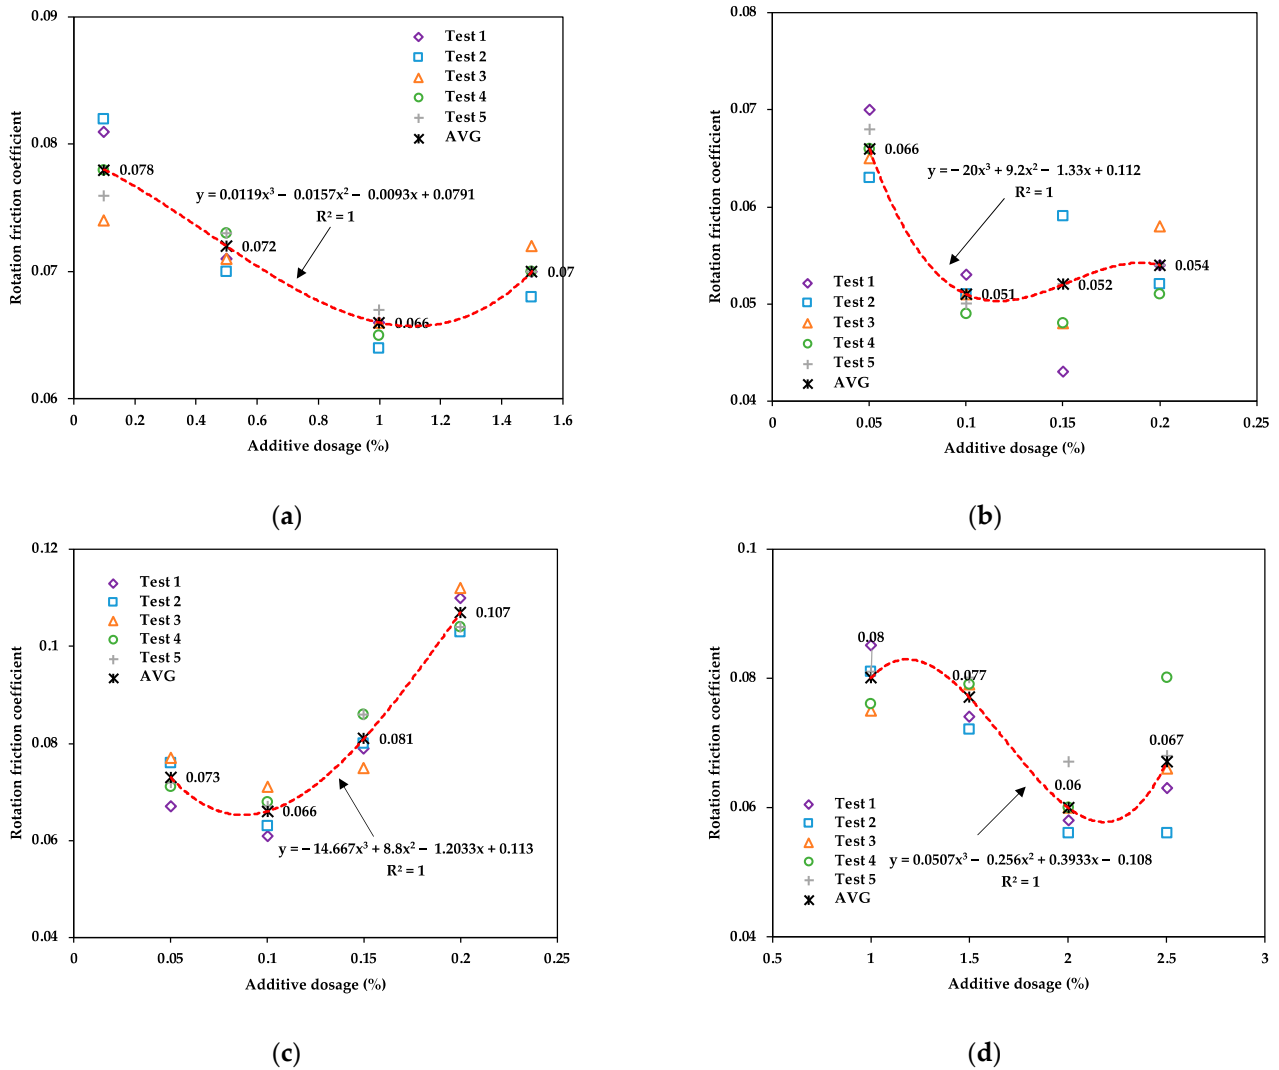 0.09
0.08
0.07
0.06
0
0.2
0.4
0.6
0.8
1
1.2
1.4
1.6
Rotation friction coefficient
Additive dosage (%)
Test 1
Test 2
Test 3
Test 4
Test 5
AVG
0.078
0.072
0.066
0.07
y = 0.0119x³ − 0.0157x² − 0.0093x + 0.0791
R² = 1
(a)
0.08
0.07
0.06
0.05
0.04
0
0.05
0.1
0.15
0.2
0.25
Rotation friction coefficient
Additive dosage (%)
Test 1
Test 2
Test 3
Test 4
Test 5
AVG
0.066
0.051
0.052
0.054
y = − 20x³ + 9.2x² − 1.33x + 0.112
R² = 1
(b)
0.12
0.1
0.08
0.06
0.04
0
0.05
0.1
0.15
0.2
0.25
Rotation friction coefficient
Additive dosage (%)
Test 1
Test 2
Test 3
Test 4
Test 5
AVG
0.073
0.066
0.081
0.107
y = − 14.667x³ + 8.8x² − 1.2033x + 0.113
R² = 1
(c)
0.1
0.08
0.06
0.04
0.5
1
1.5
2
2.5
3
Rotation friction coefficient
Additive dosage (%)
Test 1
Test 2
Test 3
Test 4
Test 5
AVG
0.08
0.077
0.06
0.067
y = 0.0507x³ − 0.256x² + 0.3933x − 0.108
R² = 1
(d)